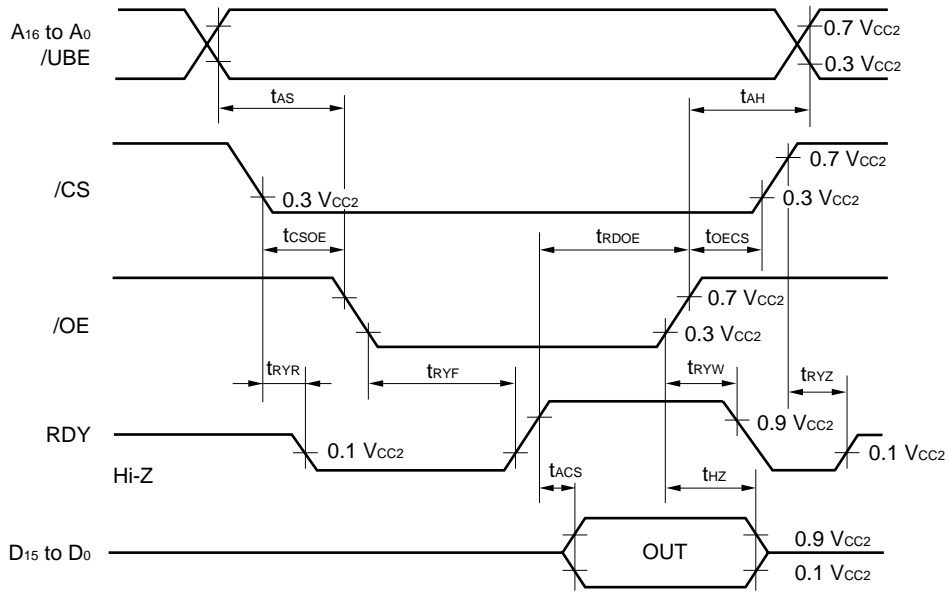 A16 to A0
/UBE
0.7 VCC2
0.3 VCC2
tAS
tAH
/CS
0.3 VCC2
0.7 VCC2
0.3 VCC2
tCSOE
tRDOE
tOECS
/OE
0.7 VCC2
0.3 VCC2
tRYR
tRYF
tRYW
tRYZ
RDY
0.1 VCC2
0.9 VCC2
0.1 VCC2
Hi-Z
tACS
tHZ
D15 to D0
OUT
0.9 VCC2
0.1 VCC2